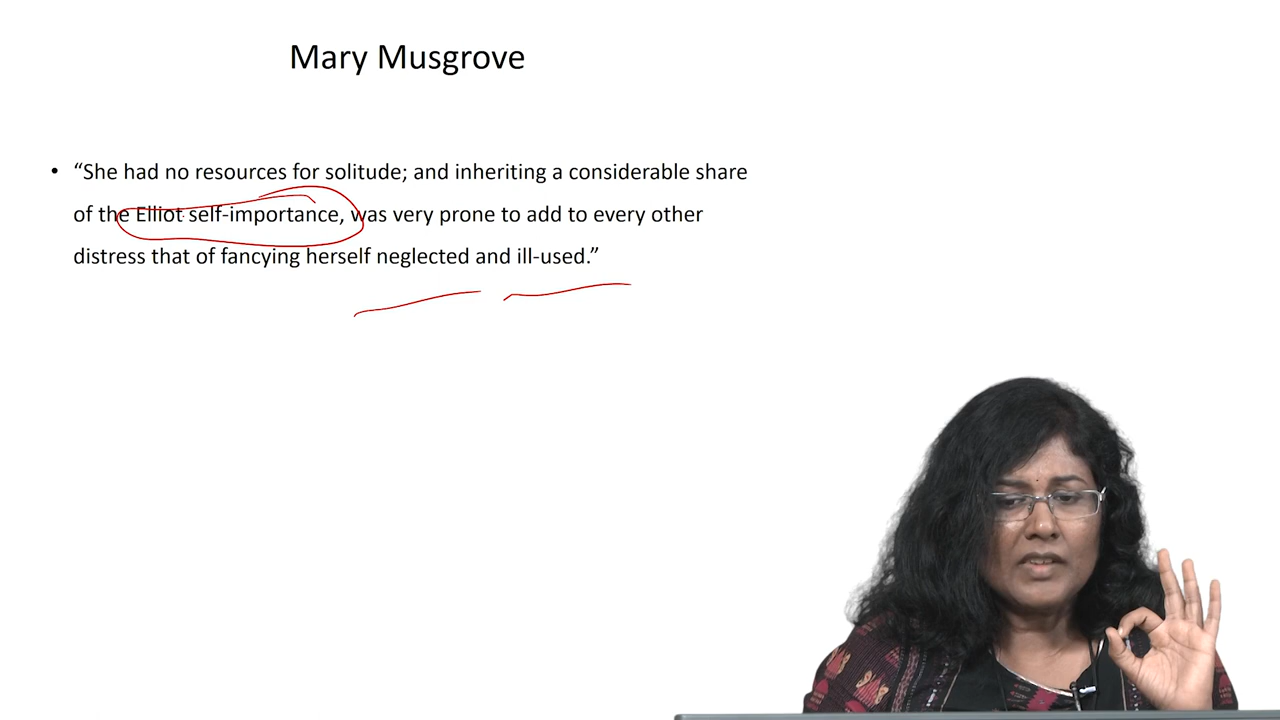 Mary Musgrove
• “She had no resources for solitude; and inheriting a considerable share
of the Elliot self-importance, was very prone to add to every other
distress that of fancying herself neglected and ill-used.”